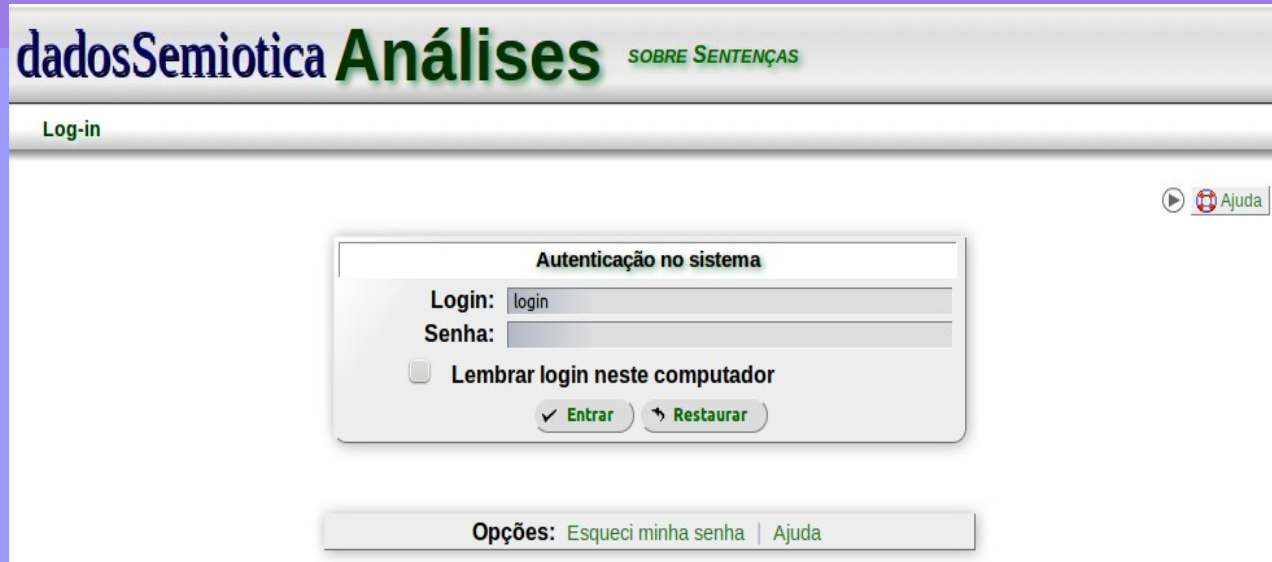 dadosSemiotica Análises SOBRE SENTENÇAS
Log-in
Ajuda
Autenticação no sistema
Login: login
Senha:
Lembrar login neste computador
Entrar Restaurar
Opções: Esqueci minha senha | Ajuda